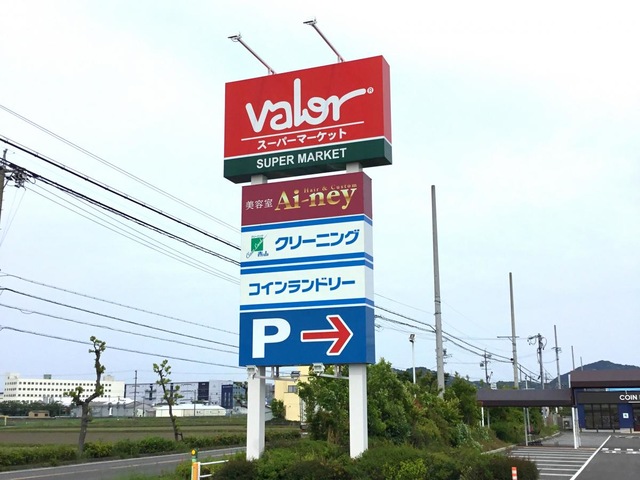 valor®
スーパーマーケット
SUPER MARKET
Hair & Custom
美容室 Ai-ney
クリーニング
コインランドリー
P
COIN